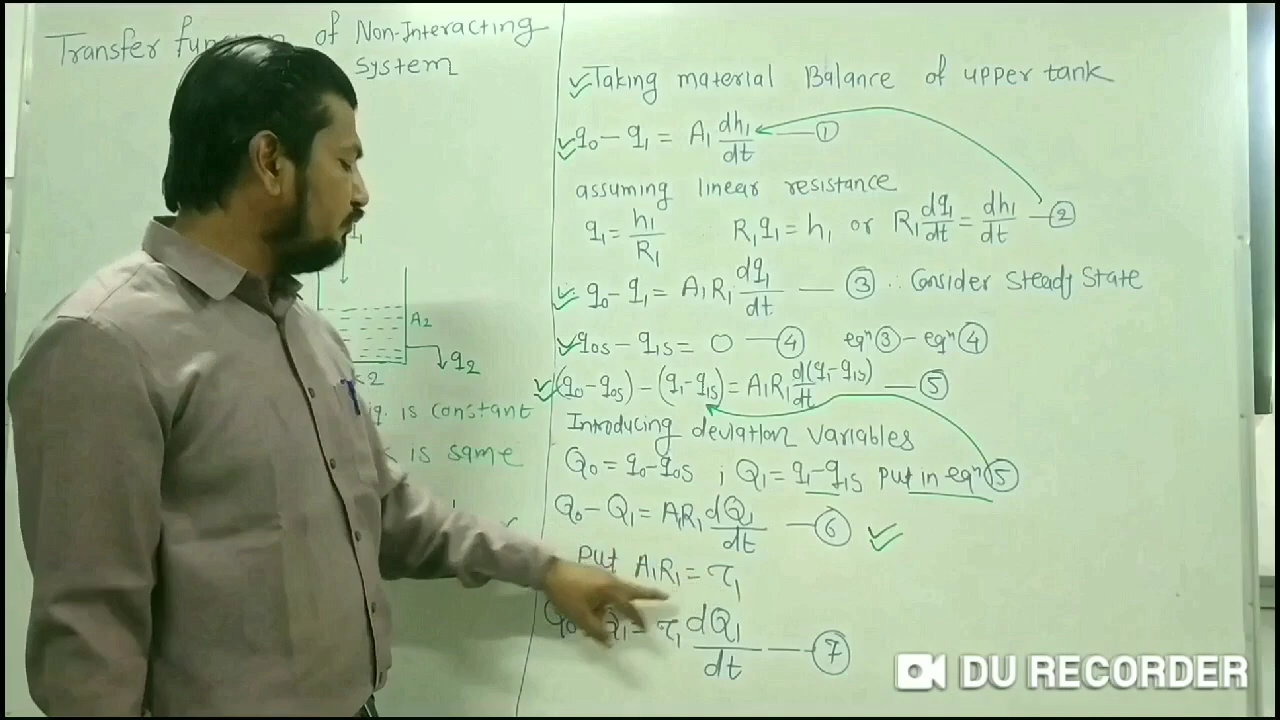 Transfer function of Non-Interacting
System
A2
q2
2
is constant
is same
Taking material Balance of upper tank
q0 - q1 = A1 dh1/dt — ①
assuming linear resistance
q1 = h1/R1 R1q1 = h1 or R1 dq1/dt = dh1/dt — ②
q0 - q1 = A1R1 dq1/dt — ③ ∴ Consider Steady State
q0s - q1s = 0 — ④ eqn ③ - eqn ④
(q0 - q0s) - (q1 - q1s) = A1R1 d(q1 - q1s)/dt — ⑤
Introducing deviation variables
Q0 = q0 - q0s ; Q1 = q1 - q1s put in eqn ⑤
Q0 - Q1 = A1R1 dQ1/dt — ⑥
Put A1R1 = τ1
= τ1 dQ1/dt — ⑦
DU RECORDER